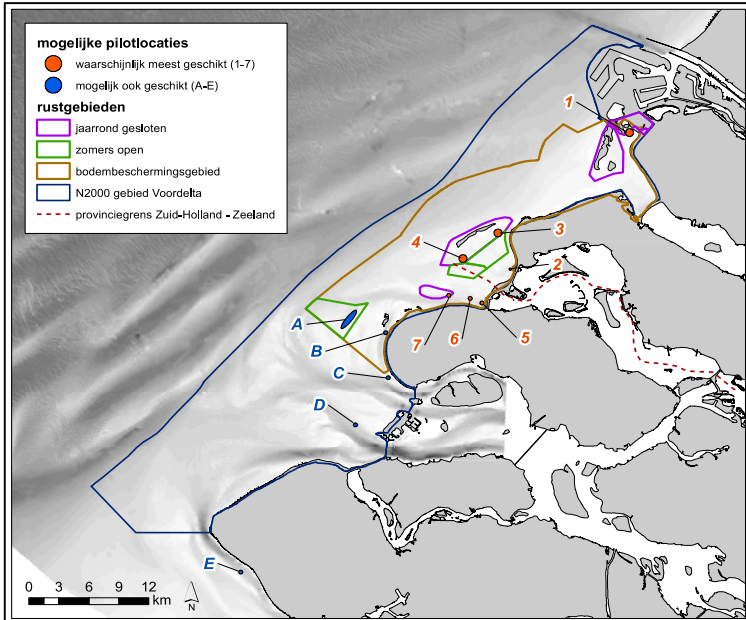 mogelijke pilotlocaties
waarschijnlijk meest geschikt (1-7)
mogelijk ook geschikt (A-E)
rustgebieden
jaarrond gesloten
zomers open
bodembeschermingsgebied
N2000 gebied Voordelta
provinciegrens Zuid-Holland - Zeeland
1
3
4
2
A
B
7
6
5
C
D
E
0 3 6 9 12
km
N